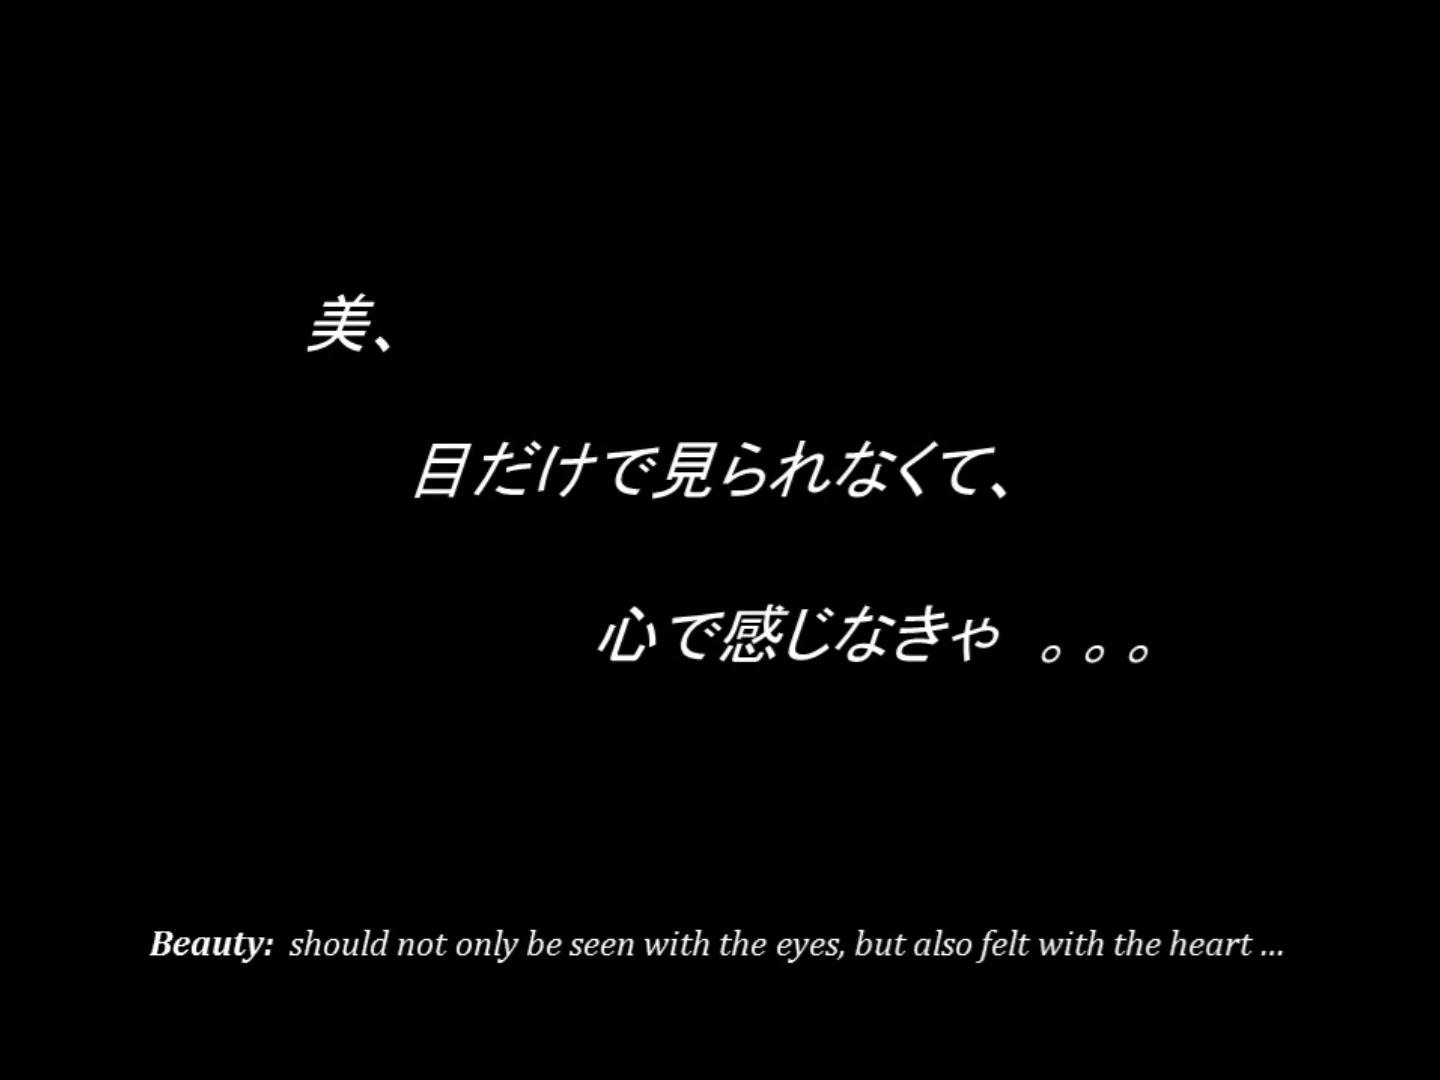 美、
目だけで見られなくて、
心で感じなきゃ 。。。
Beauty: should not only be seen with the eyes, but also felt with the heart ...